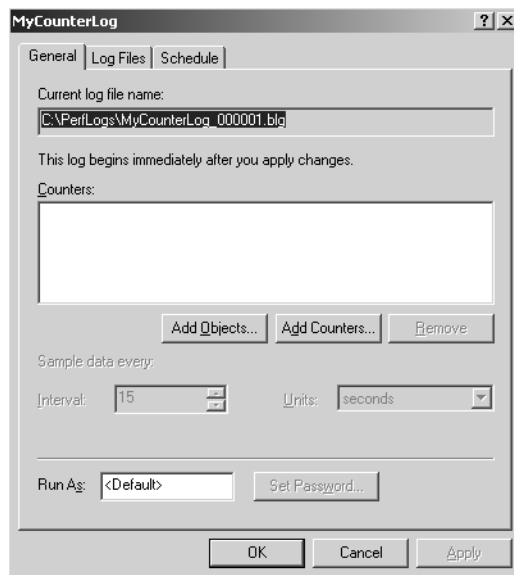 MyCounterLog
General Log Files Schedule
Current log file name:
C:\PerfLogs\MyCounterLog_000001.blg
This log begins immediately after you apply changes.
Counters:
Add Objects... Add Counters... Remove
Sample data every:
Interval: 15 Units: seconds
Run As: <Default> Set Password...
OK Cancel Apply